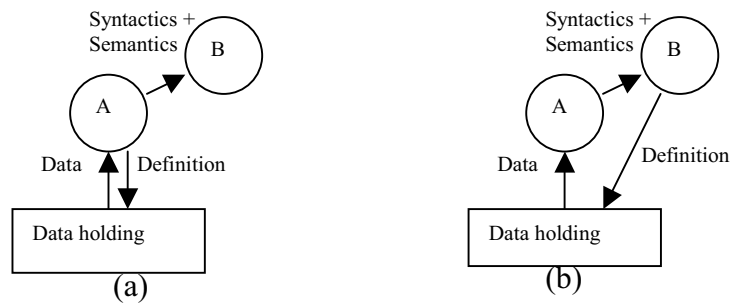 Syntactics +
Semantics
B
A
Data
Definition
Data holding
(a)
Syntactics +
Semantics
B
A
Data
Definition
Data holding
(b)